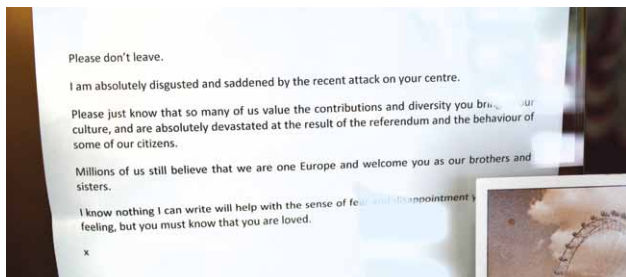 Please don't leave.
I am absolutely disgusted and saddened by the recent attack on your centre.
Please just know that so many of us value the contributions and diversity you
culture, and are absolutely devastated at the result of the referendum and the behaviour of
some of our citizens.
Millions of us still believe that we are one Europe and welcome you as our brothers and
sisters.
I know nothing I can write will help with the sense of
feeling, but you must know that you are loved.
x